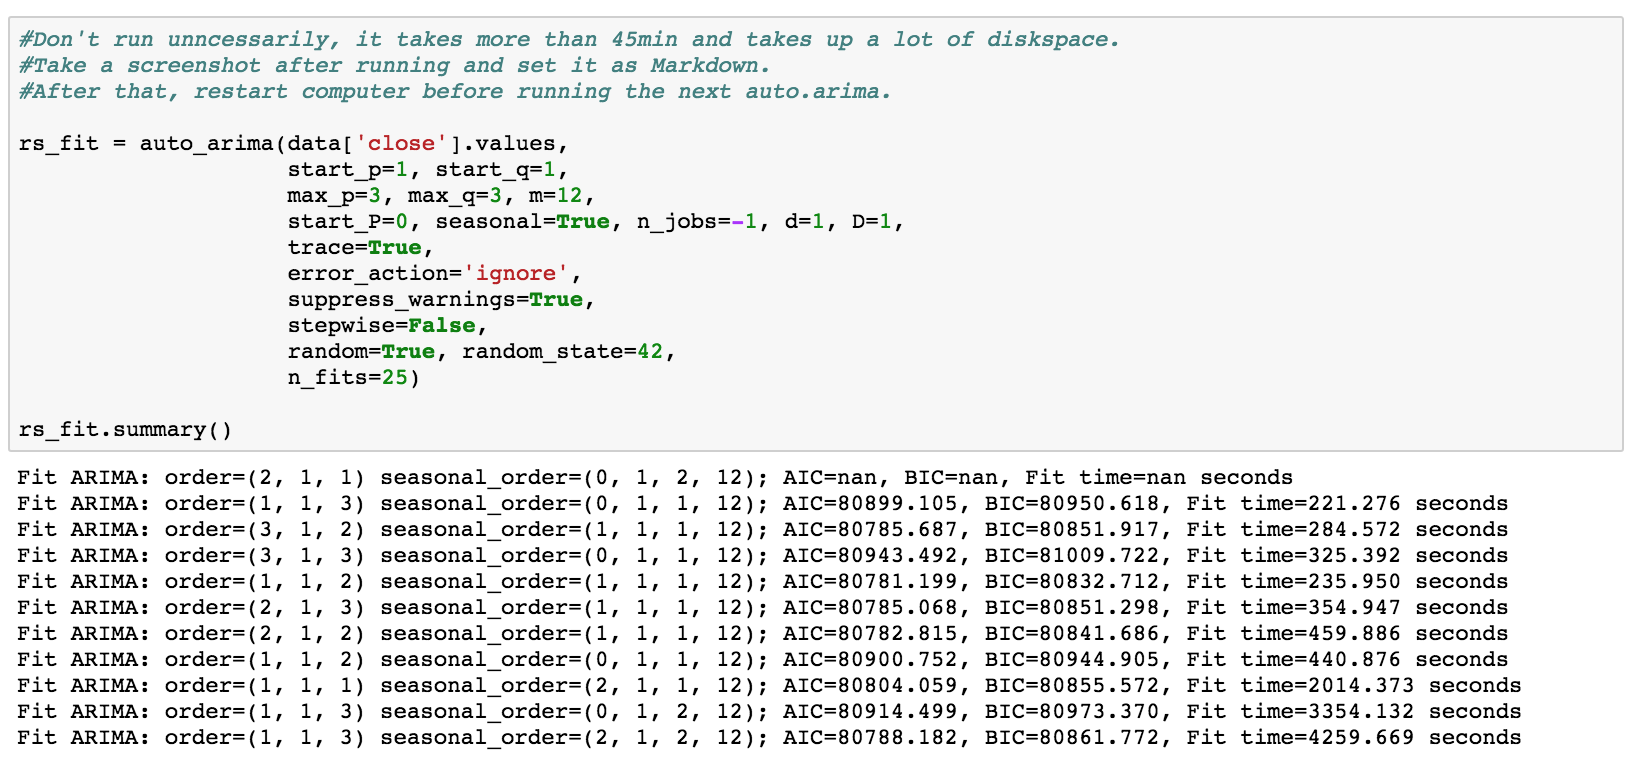 #Don't run unncessarily, it takes more than 45min and takes up a lot of diskspace.
#Take a screenshot after running and set it as Markdown.
#After that, restart computer before running the next auto.arima.
rs_fit = auto_arima(data['close'].values,
start_p=1, start_q=1,
max_p=3, max_q=3, m=12,
start_P=0, seasonal=True, n_jobs=-1, d=1, D=1,
trace=True,
error_action='ignore',
suppress_warnings=True,
stepwise=False,
random=True, random_state=42,
n_fits=25)
rs_fit.summary()
Fit ARIMA: order=(2, 1, 1) seasonal_order=(0, 1, 2, 12); AIC=nan, BIC=nan, Fit time=nan seconds
Fit ARIMA: order=(1, 1, 3) seasonal_order=(0, 1, 1, 12); AIC=80899.105, BIC=80950.618, Fit time=221.276 seconds
Fit ARIMA: order=(3, 1, 2) seasonal_order=(1, 1, 1, 12); AIC=80785.687, BIC=80851.917, Fit time=284.572 seconds
Fit ARIMA: order=(3, 1, 3) seasonal_order=(0, 1, 1, 12); AIC=80943.492, BIC=81009.722, Fit time=325.392 seconds
Fit ARIMA: order=(1, 1, 2) seasonal_order=(1, 1, 1, 12); AIC=80781.199, BIC=80832.712, Fit time=235.950 seconds
Fit ARIMA: order=(2, 1, 3) seasonal_order=(1, 1, 1, 12); AIC=80785.068, BIC=80851.298, Fit time=354.947 seconds
Fit ARIMA: order=(2, 1, 2) seasonal_order=(1, 1, 1, 12); AIC=80782.815, BIC=80841.686, Fit time=459.886 seconds
Fit ARIMA: order=(1, 1, 2) seasonal_order=(0, 1, 1, 12); AIC=80900.752, BIC=80944.905, Fit time=440.876 seconds
Fit ARIMA: order=(1, 1, 1) seasonal_order=(2, 1, 1, 12); AIC=80804.059, BIC=80855.572, Fit time=2014.373 seconds
Fit ARIMA: order=(1, 1, 3) seasonal_order=(0, 1, 2, 12); AIC=80914.499, BIC=80973.370, Fit time=3354.132 seconds
Fit ARIMA: order=(1, 1, 3) seasonal_order=(2, 1, 2, 12); AIC=80788.182, BIC=80861.772, Fit time=4259.669 seconds